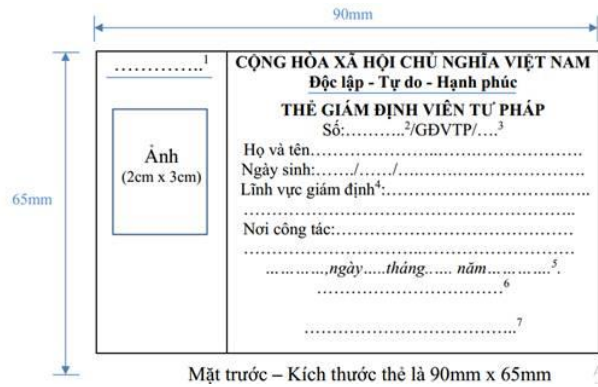 90mm
..............1
CỘNG HÒA XÃ HỘI CHỦ NGHĨA VIỆT NAM
Độc lập - Tự do - Hạnh phúc
THẺ GIÁM ĐỊNH VIÊN TƯ PHÁP
Số:...........2/GĐVTP/....3
Ảnh
(2cm x 3cm)
Họ và tên................................................
Ngày sinh:......./......./..................................
Lĩnh vực giám định4:.....................................
..........................................................
Nơi công tác:..........................................
..........................................................
............,ngày.....tháng...... năm............5.
.................................6
.....................................7
65mm
Mặt trước – Kích thước thẻ là 90mm x 65mm